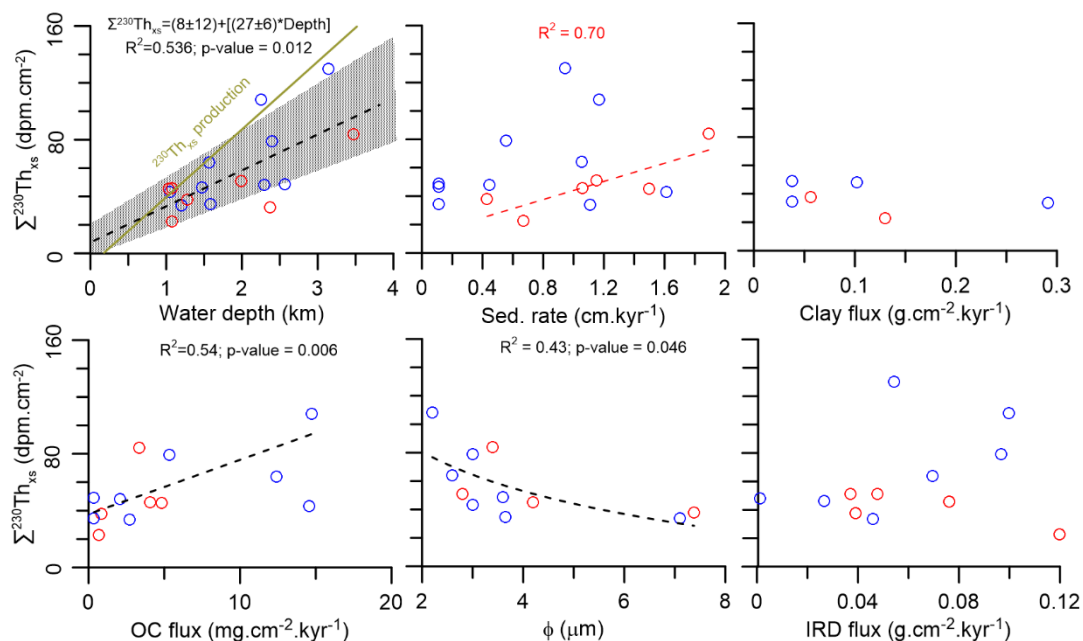 Σ²³⁰Th_xs=(8±12)+[(27±6)*Depth]
R²=0.536; p-value = 0.012
²³⁰Th_xs production
Σ²³⁰Th_xs (dpm.cm⁻²)
160
80
0
0 1 2 3 4
Water depth (km)
R² = 0.70
0 0.4 0.8 1.2 1.6 2
Sed. rate (cm.kyr⁻¹)
0 0.1 0.2 0.3
Clay flux (g.cm⁻².kyr⁻¹)
R²=0.54; p-value = 0.006
Σ²³⁰Th_xs (dpm.cm⁻²)
160
80
0
0 10 20
OC flux (mg.cm⁻².kyr⁻¹)
R² = 0.43; p-value = 0.046
2 4 6 8
ϕ (μm)
0 0.04 0.08 0.12
IRD flux (g.cm⁻².kyr⁻¹)